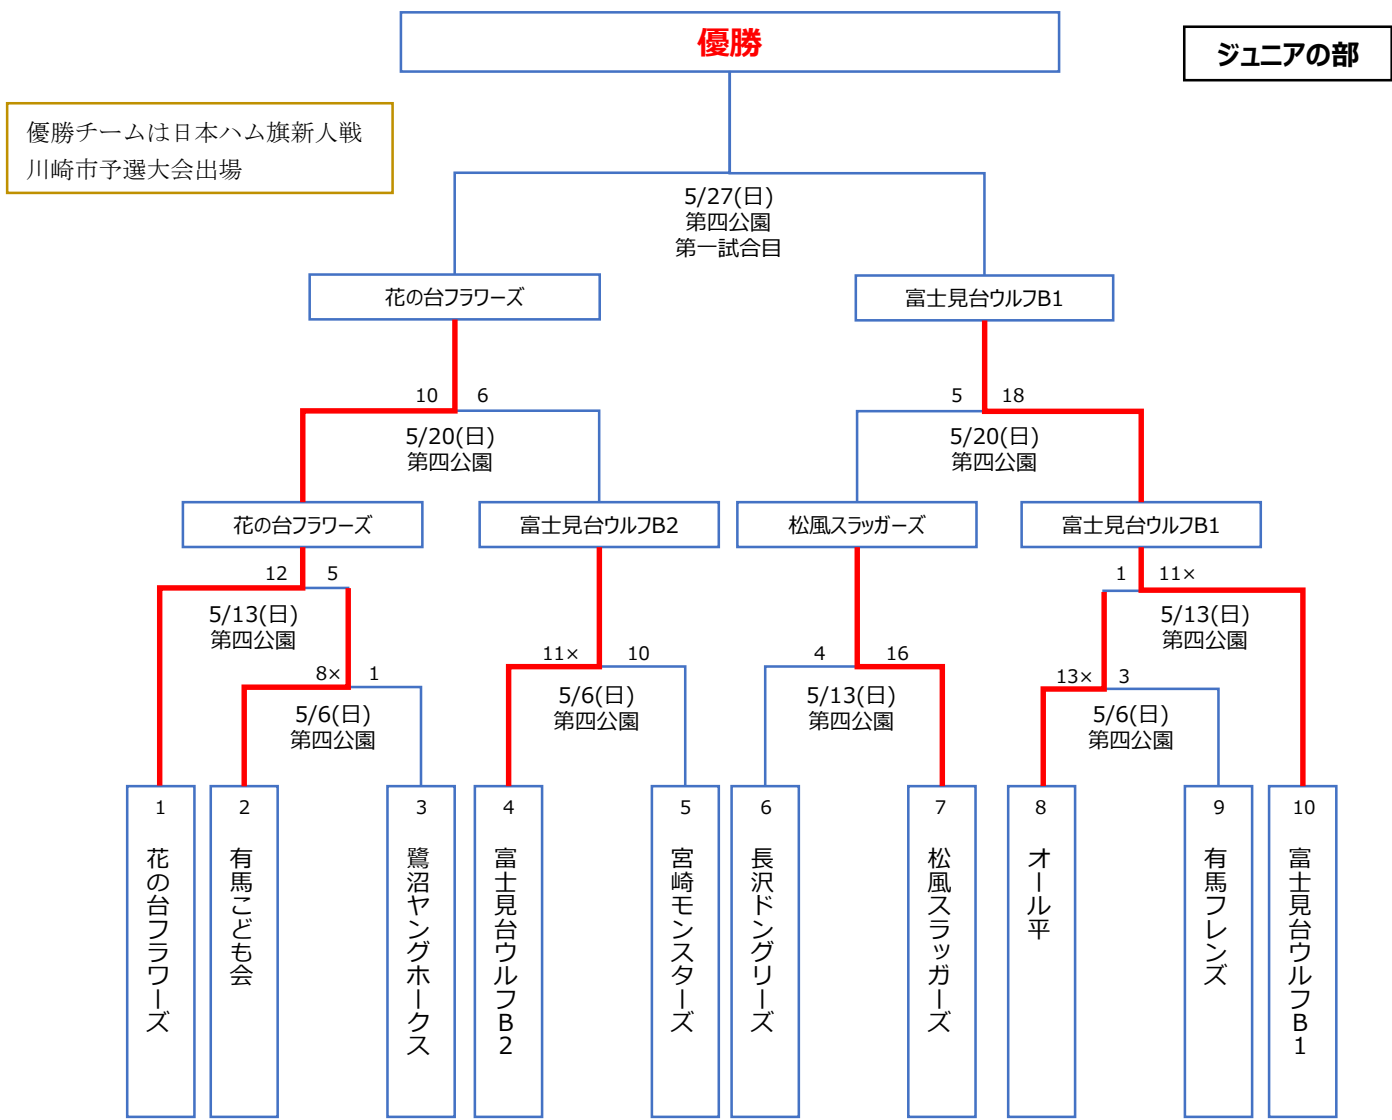 優勝
ジュニアの部
優勝チームは日本ハム旗新人戦
川崎市予選大会出場
5/27(日)
第四公園
第一試合目
花の台フラワーズ
富士見台ウルフB1
10 6
5/20(日)
第四公園
5 18
5/20(日)
第四公園
花の台フラワーズ
富士見台ウルフB2
松風スラッガーズ
富士見台ウルフB1
12 5
5/13(日)
第四公園
1 11×
5/13(日)
第四公園
8× 1
5/6(日)
第四公園
11× 10
5/6(日)
第四公園
4 16
5/13(日)
第四公園
13× 3
5/6(日)
第四公園
1
花の台フラワーズ
2
有馬こども会
3
鷺沼ヤングホークス
4
富士見台ウルフB2
5
宮崎モンスターズ
6
長沢ドングリーズ
7
松風スラッガーズ
8
オール平
9
有馬フレンズ
10
富士見台ウルフB1